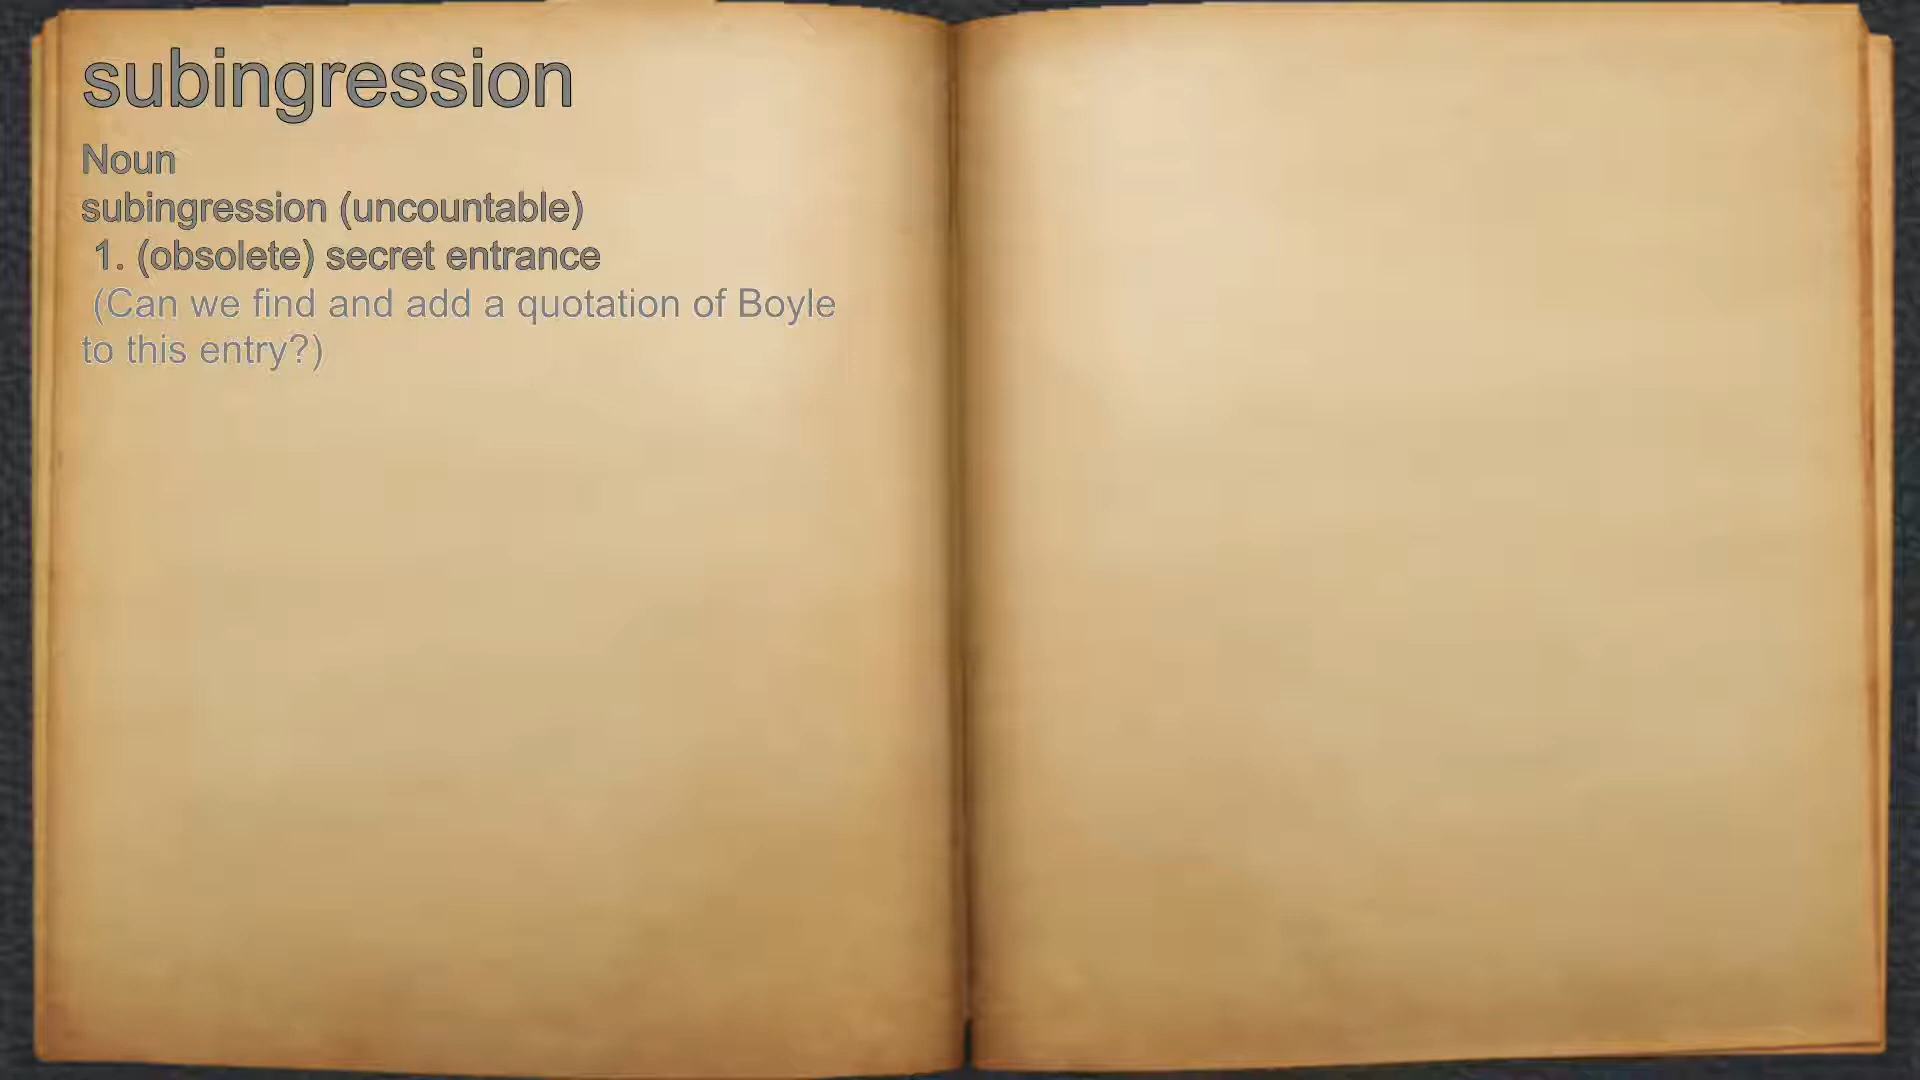 subingression
Noun
subingression (uncountable)
1. (obsolete) secret entrance
(Can we find and add a quotation of Boyle
to this entry?)